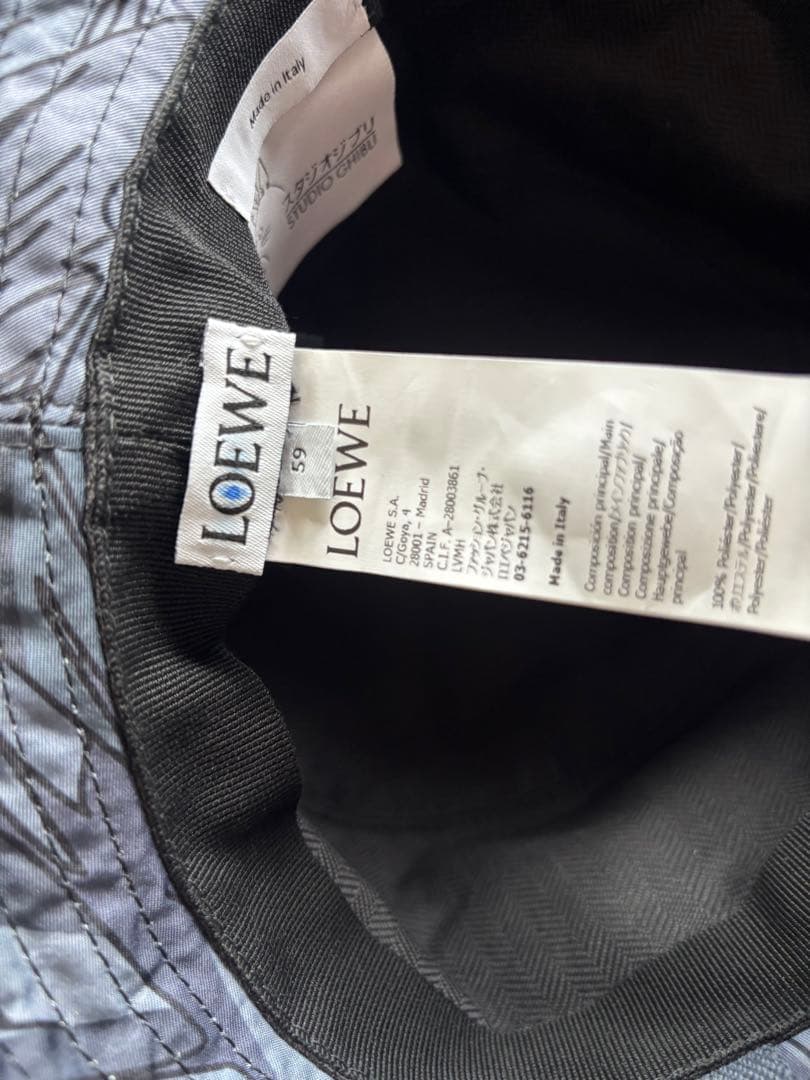 Made in Italy
スタジオジブリ
STUDIO GHIBLI
LOEWE
59
LOEWE
LOEWE S.A.
C/Goya, 4
28001 - Madrid
SPAIN
C.I.F. A-28003861
LVMH
ファッション・グループ・
ジャパン株式会社
ロエベジャパン
03-6215-6116
Made in Italy
Composición principal/Main
composition/メインファブリック/
Composition principale/
Composizione principale/
Hauptgewebe/Composição
principal
100% Poliéster/Polyester/
ポリエステル/Polyester/Poliestere/
Polyester/Poliéster